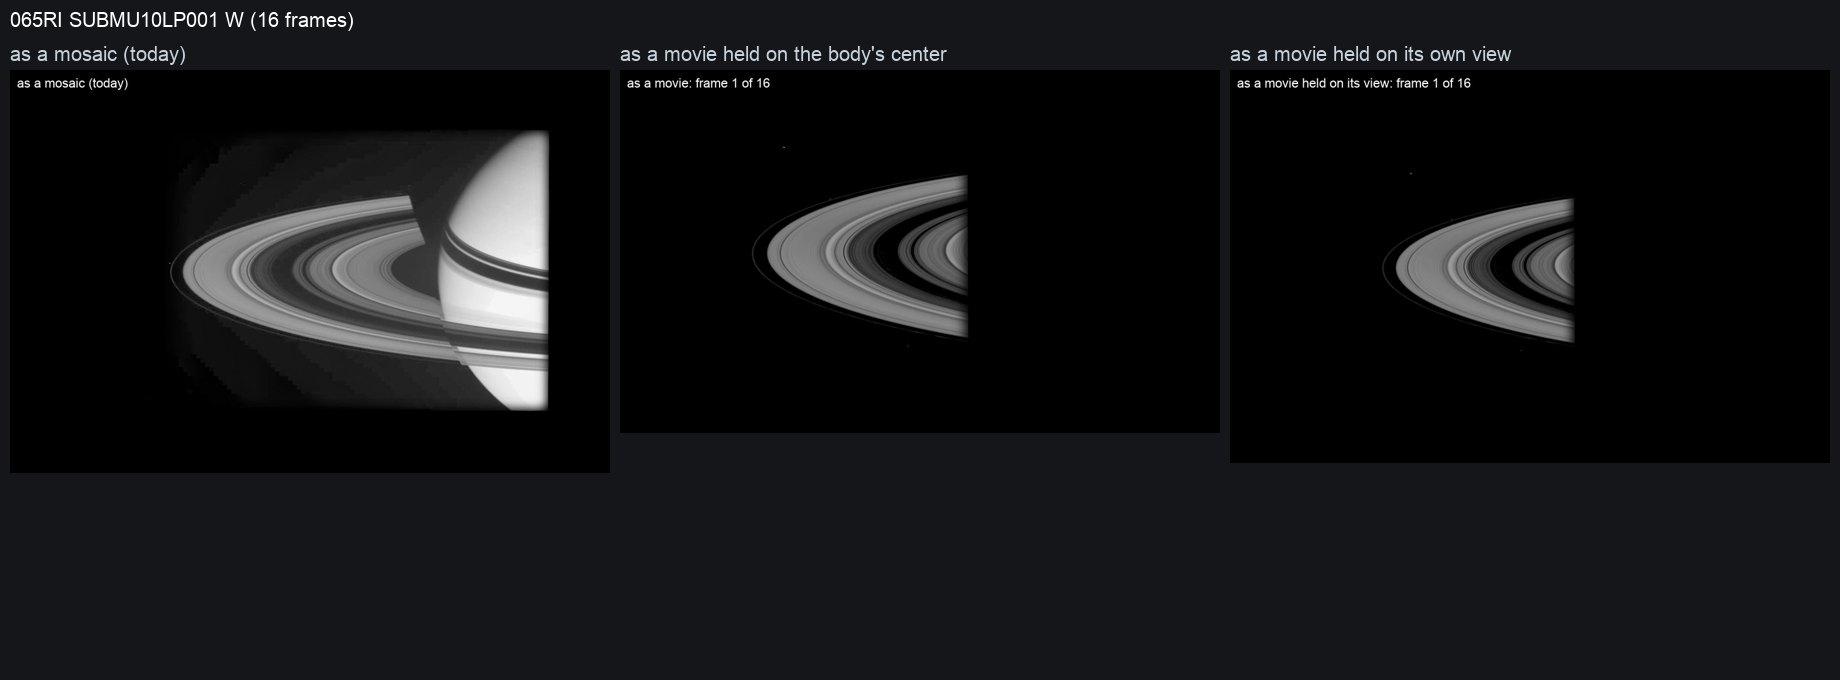 065RI SUBMU10LP001 W (16 frames)
as a mosaic (today)
as a movie held on the body's center
as a movie held on its own view
as a mosaic (today)
as a movie: frame 1 of 16
as a movie held on its view: frame 1 of 16